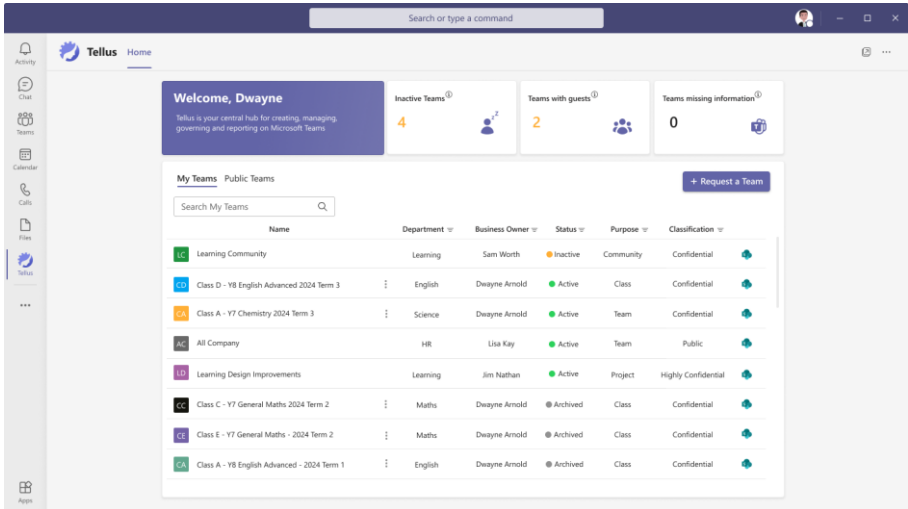 Search or type a command
Activity
Chat
Teams
Calendar
Calls
Files
Tellus
Apps
Tellus Home
Welcome, Dwayne
Tellus is your central hub for creating, managing,
governing and reporting on Microsoft Teams
Inactive Teams
4
Teams with guests
2
Teams missing information
0
My Teams Public Teams
+ Request a Team
Search My Teams
Name Department Business Owner Status Purpose Classification
LC Learning Community Learning Sam Worth Inactive Community Confidential
CD Class D - Y8 English Advanced 2024 Term 3 English Dwayne Arnold Active Class Confidential
CA Class A - Y7 Chemistry 2024 Term 3 Science Dwayne Arnold Active Team Confidential
AC All Company HR Lisa Kay Active Team Public
LD Learning Design Improvements Learning Jim Nathan Active Project Highly Confidential
CC Class C - Y7 General Maths 2024 Term 2 Maths Dwayne Arnold Archived Class Confidential
CE Class E - Y7 General Maths - 2024 Term 2 Maths Dwayne Arnold Archived Class Confidential
CA Class A - Y8 English Advanced - 2024 Term 1 English Dwayne Arnold Archived Class Confidential